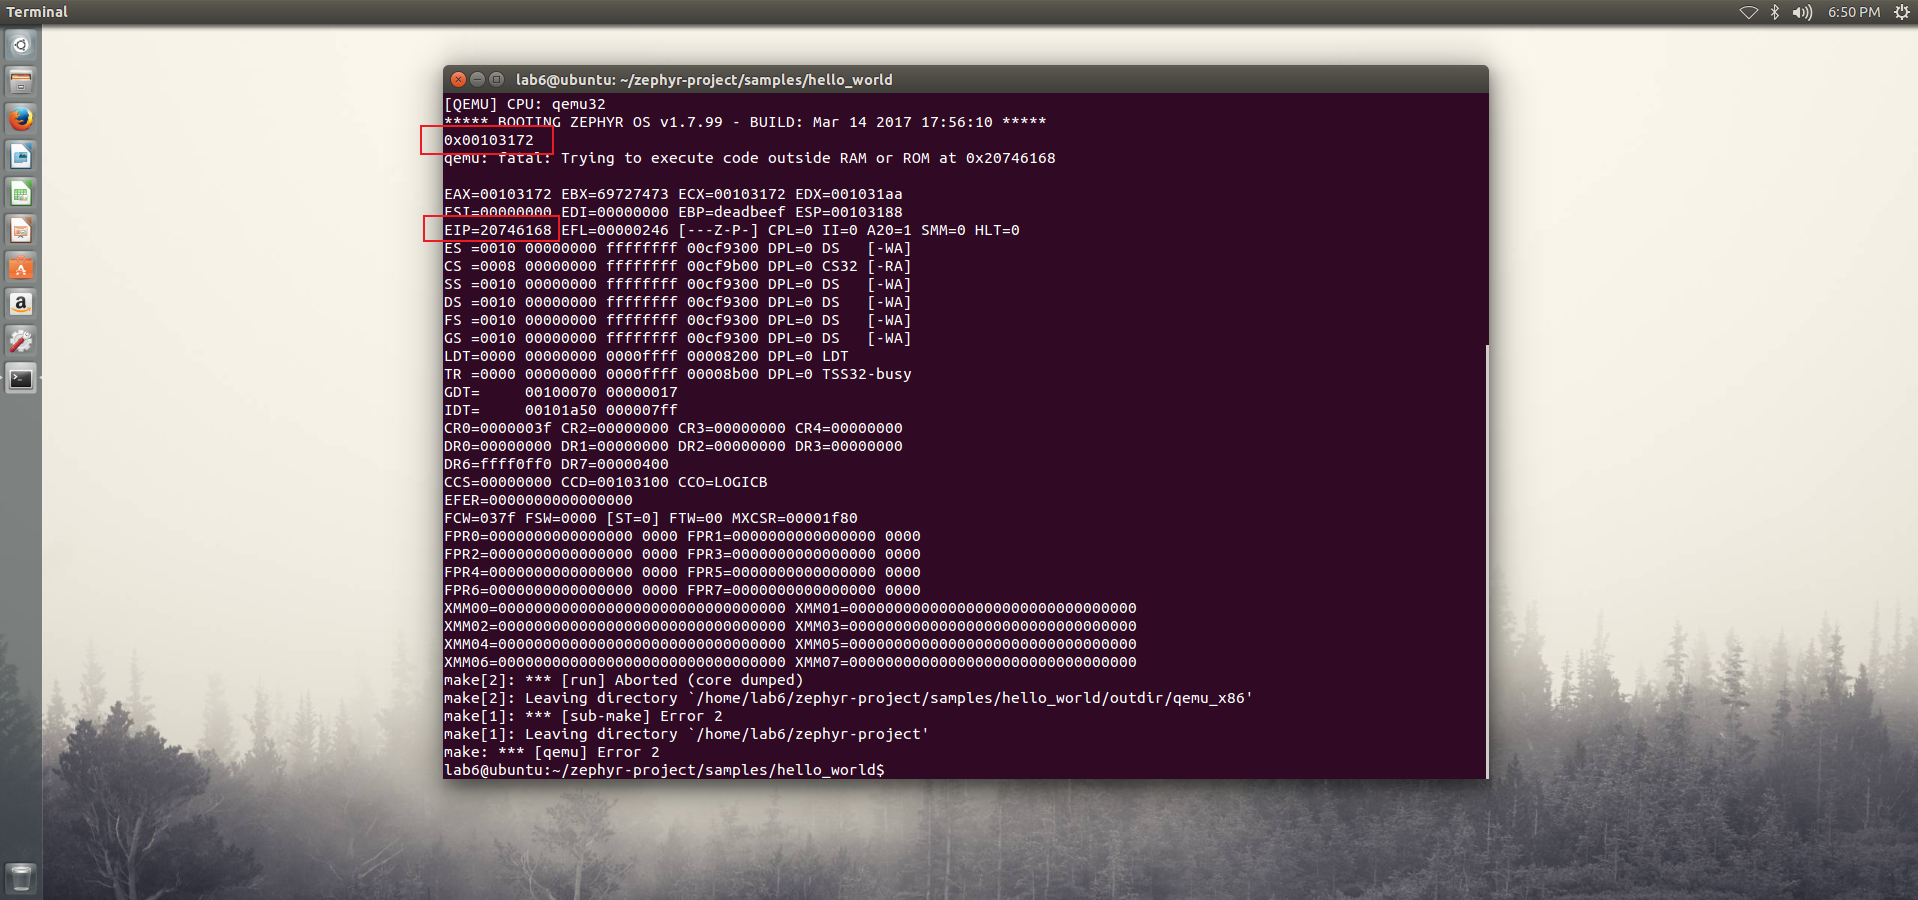 Terminal
6:50 PM
lab6@ubuntu: ~/zephyr-project/samples/hello_world
[QEMU] CPU: qemu32
***** BOOTING ZEPHYR OS v1.7.99 - BUILD: Mar 14 2017 17:56:10 *****
0x00103172
qemu: fatal: Trying to execute code outside RAM or ROM at 0x20746168
EAX=00103172 EBX=69727473 ECX=00103172 EDX=001031aa
ESI=00000000 EDI=00000000 EBP=deadbeef ESP=00103188
EIP=20746168 EFL=00000246 [---Z-P-] CPL=0 II=0 A20=1 SMM=0 HLT=0
ES =0010 00000000 ffffffff 00cf9300 DPL=0 DS   [-WA]
CS =0008 00000000 ffffffff 00cf9b00 DPL=0 CS32 [-RA]
SS =0010 00000000 ffffffff 00cf9300 DPL=0 DS   [-WA]
DS =0010 00000000 ffffffff 00cf9300 DPL=0 DS   [-WA]
FS =0010 00000000 ffffffff 00cf9300 DPL=0 DS   [-WA]
GS =0010 00000000 ffffffff 00cf9300 DPL=0 DS   [-WA]
LDT=0000 00000000 0000ffff 00008200 DPL=0 LDT
TR =0000 00000000 0000ffff 00008b00 DPL=0 TSS32-busy
GDT=     00100070 00000017
IDT=     00101a50 000007ff
CR0=0000003f CR2=00000000 CR3=00000000 CR4=00000000
DR0=00000000 DR1=00000000 DR2=00000000 DR3=00000000
DR6=ffff0ff0 DR7=00000400
CCS=00000000 CCD=00103100 CCO=LOGICB
EFER=0000000000000000
FCW=037f FSW=0000 [ST=0] FTW=00 MXCSR=00001f80
FPR0=0000000000000000 0000 FPR1=0000000000000000 0000
FPR2=0000000000000000 0000 FPR3=0000000000000000 0000
FPR4=0000000000000000 0000 FPR5=0000000000000000 0000
FPR6=0000000000000000 0000 FPR7=0000000000000000 0000
XMM00=00000000000000000000000000000000 XMM01=00000000000000000000000000000000
XMM02=00000000000000000000000000000000 XMM03=00000000000000000000000000000000
XMM04=00000000000000000000000000000000 XMM05=00000000000000000000000000000000
XMM06=00000000000000000000000000000000 XMM07=00000000000000000000000000000000
make[2]: *** [run] Aborted (core dumped)
make[2]: Leaving directory `/home/lab6/zephyr-project/samples/hello_world/outdir/qemu_x86'
make[1]: *** [sub-make] Error 2
make[1]: Leaving directory `/home/lab6/zephyr-project'
make: *** [qemu] Error 2
lab6@ubuntu:~/zephyr-project/samples/hello_world$